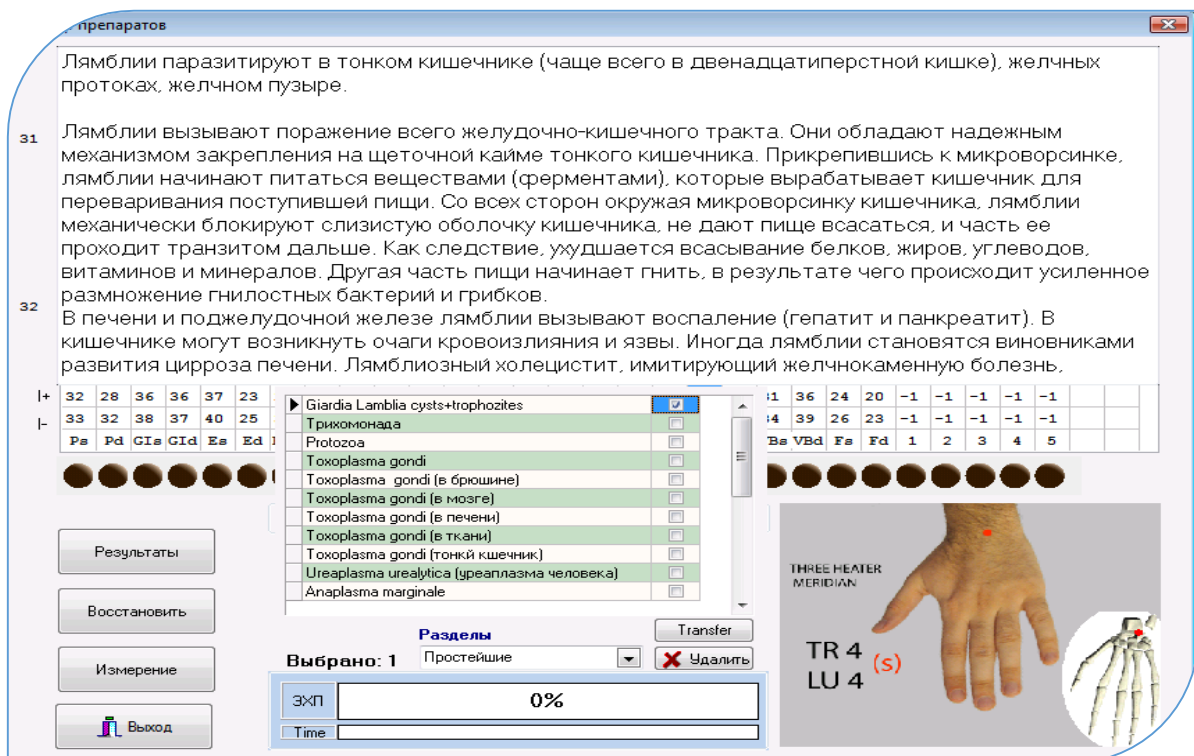 препаратов
Лямблии паразитируют в тонком кишечнике (чаще всего в двенадцатиперстной кишке), желчных
протоках, желчном пузыре.
31
Лямблии вызывают поражение всего желудочно-кишечного тракта. Они обладают надежным
механизмом закрепления на щеточной кайме тонкого кишечника. Прикрепившись к микроворсинке,
лямблии начинают питаться веществами (ферментами), которые вырабатывает кишечник для
переваривания поступившей пищи. Со всех сторон окружая микроворсинку кишечника, лямблии
механически блокируют слизистую оболочку кишечника, не дают пище всасаться, и часть ее
проходит транзитом дальше. Как следствие, ухудшается всасывание белков, жиров, углеводов,
витаминов и минералов. Другая часть пищи начинает гнить, в результате чего происходит усиленное
размножение гнилостных бактерий и грибков.
32
В печени и поджелудочной железе лямблии вызывают воспаление (гепатит и панкреатит). В
кишечнике могут возникнуть очаги кровоизлияния и язвы. Иногда лямблии становятся виновниками
развития цирроза печени. Лямблиозный холецистит, имитирующий желчнокаменную болезнь,
|+ 32 28 36 36 37 23 36 24 20 -1 -1 -1 -1 -1
|- 33 32 38 37 40 25 39 26 23 -1 -1 -1 -1 -1
Ps Pd GIs GId Es Ed VBd Fs Fd 1 2 3 4 5
Giardia Lamblia cysts+trophozites
Трихомонада
Protozoa
Toxoplasma gondi
Toxoplasma gondi (в брюшине)
Toxoplasma gondi (в мозге)
Toxoplasma gondi (в печени)
Toxoplasma gondi (в ткани)
Toxoplasma gondi (тонкй кшечник)
Ureaplasma urealytica (уреаплазма человека)
Anaplasma marginale
Результаты
Восстановить
Измерение
Выход
Разделы
Transfer
Выбрано: 1
Простейшие
Удалить
ЭХП
0%
Time
THREE HEATER
MERIDIAN
TR 4
LU 4
(s)